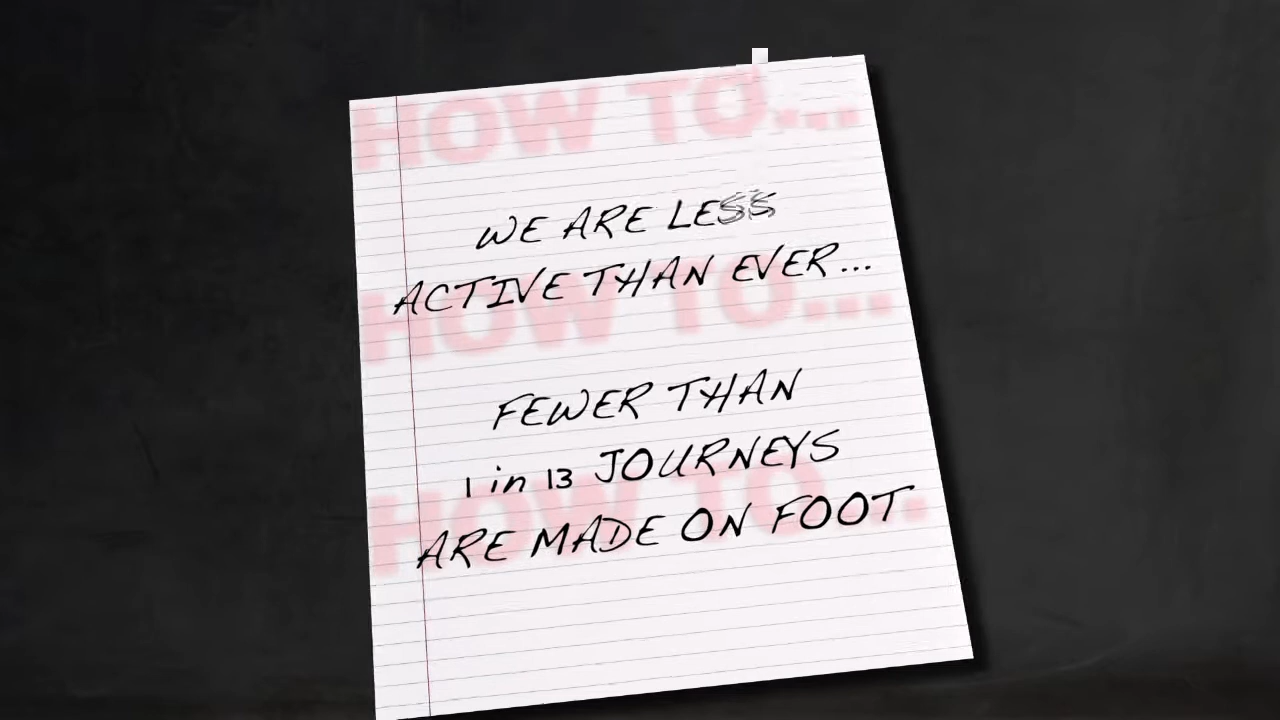 HOW TO...
WE ARE LESS
ACTIVE THAN EVER...
HOW TO...
FEWER THAN
1 in 13 JOURNEYS
HOW TO...
ARE MADE ON FOOT.